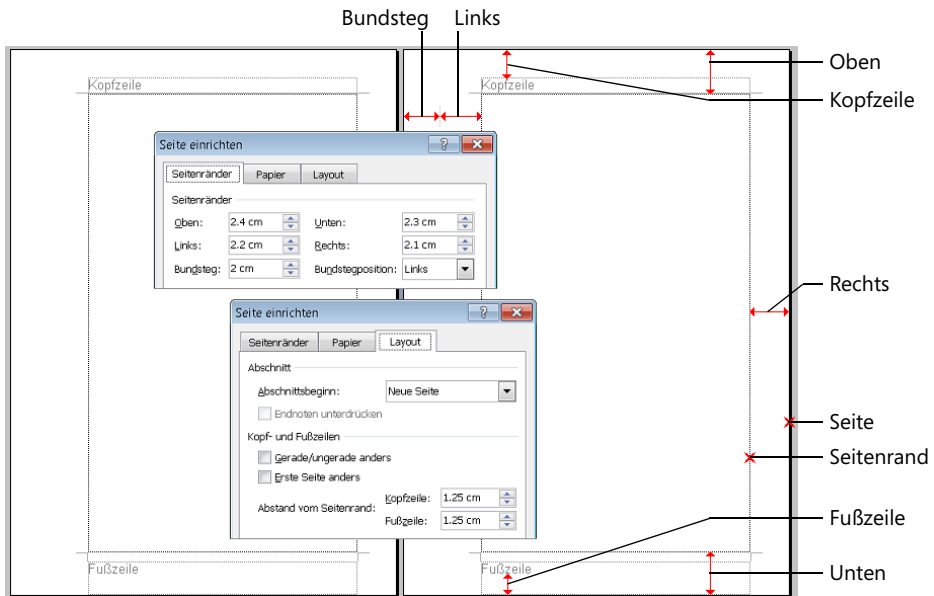 Bundsteg Links
Oben
Kopfzeile Kopfzeile
Kopfzeile
Seite einrichten
Seitenränder Papier Layout
Seitenränder
Oben: 2.4 cm Unten: 2.3 cm
Links: 2.2 cm Rechts: 2.1 cm
Bundsteg: 2 cm Bundstegposition: Links
Rechts
Seite einrichten
Seitenränder Papier Layout
Abschnitt
Abschnittsbeginn: Neue Seite
Endnoten unterdrücken
Seite
Kopf- und Fußzeilen
Gerade/ungerade anders
Seitenrand
Erste Seite anders
Kopfzeile: 1.25 cm
Abstand vom Seitenrand:
Fußzeile: 1.25 cm
Fußzeile
Fußzeile Fußzeile
Unten